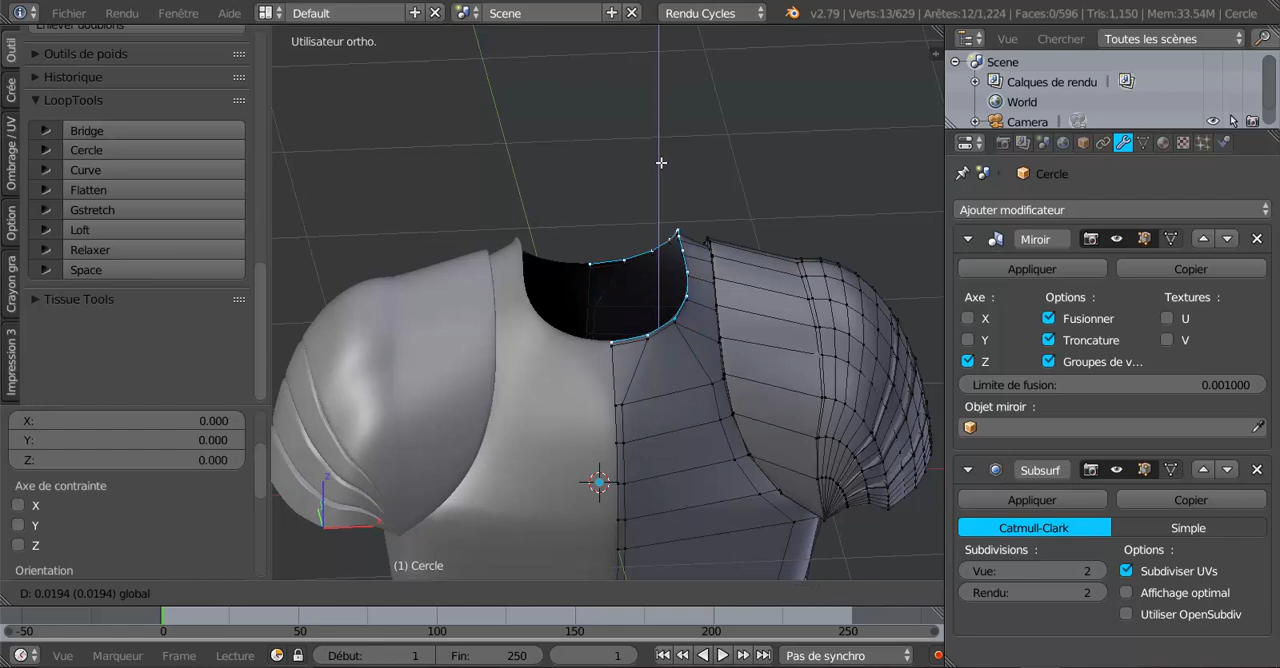 Fichier Rendu Fenêtre Aide Default Scene Rendu Cycles v2.79 | Verts:13/629 | Arêtes:12/1,224 | Faces:0/596 | Tris:1,150 | Mem:33.54M | Cercle
Outils de poids
Historique
LoopTools
Bridge
Cercle
Curve
Flatten
Gstretch
Loft
Relaxer
Space
Tissue Tools
Outil
Crée
Ombrage / UV
Option
Crayon gra
Impression 3
X: 0.000
Y: 0.000
Z: 0.000
Axe de contrainte
X
Y
Z
Orientation
Utilisateur ortho.
z
(1) Cercle
D: 0.0194 (0.0194) global
-50 0 50 100 150 200 250
Vue Marqueur Frame Lecture Début: 1 Fin: 250 1 Pas de synchro
Vue Chercher Toutes les scènes
Scene
Calques de rendu
World
Camera
Cercle
Ajouter modificateur
Miroir
Appliquer Copier
Axe : Options : Textures :
X Fusionner U
Y Troncature V
Z Groupes de v...
Limite de fusion: 0.001000
Objet miroir :
Subsurf
Appliquer Copier
Catmull-Clark Simple
Subdivisions : Options :
Vue: 2 Subdiviser UVs
Rendu: 2 Affichage optimal
Utiliser OpenSubdiv